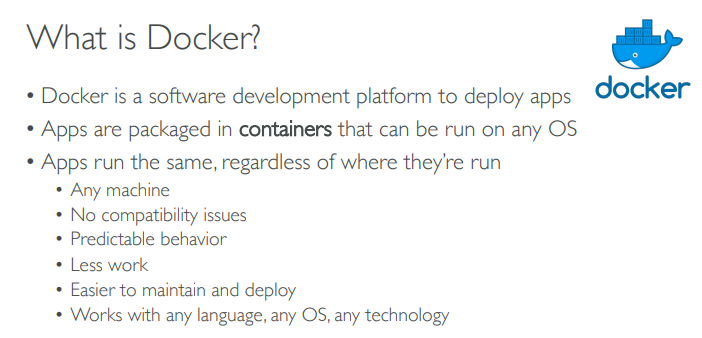 What is Docker?
docker
• Docker is a software development platform to deploy apps
• Apps are packaged in containers that can be run on any OS
• Apps run the same, regardless of where they're run
• Any machine
• No compatibility issues
• Predictable behavior
• Less work
• Easier to maintain and deploy
• Works with any language, any OS, any technology